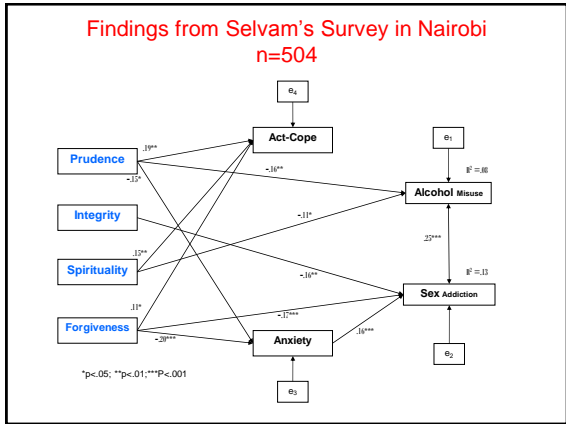 Findings from Selvam's Survey in Nairobi
n=504
e4
Act-Cope
e1
R² =.08
.19**
Prudence
-.15*
-.16**
Alcohol Misuse
-.11*
Integrity
.25***
.15**
Spirituality
-.16**
R² =.13
Sex Addiction
.11*
Forgiveness
-.17***
-.20***
Anxiety
.16***
e2
*p<.05; **p<.01;***P<.001
e3